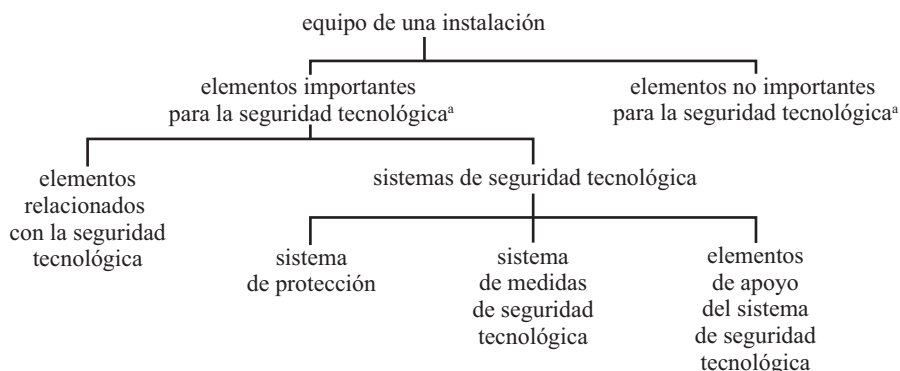 equipo de una instalación
elementos importantes
para la seguridad tecnológicaᵃ
elementos no importantes
para la seguridad tecnológicaᵃ
elementos
relacionados
con la seguridad
tecnológica
sistemas de seguridad tecnológica
sistema
de protección
sistema
de medidas
de seguridad
tecnológica
elementos
de apoyo
del sistema
de seguridad
tecnológica